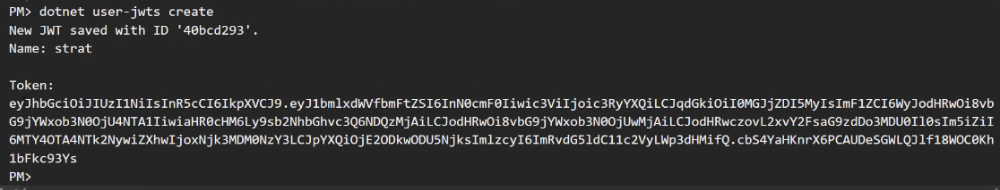 PM> dotnet user-jwts create
New JWT saved with ID '40bcd293'.
Name: strat
Token:
eyJhbGciOiJIUzI1NiIsInR5cCI6IkpXVCJ9.eyJ1bmlxdWVfbmFtZSI6InN0cmF0Iiwic3ViIjoic3RyYXQiLCJqdGkiOiI0MGJjZDI5MyIsImF1ZCI6WyJodHRwOi8vb
G9jYWxob3N0OjU4NTA1IiwiaHR0cHM6Ly9sb2NhbGhvc3Q6NDQzMjAiLCJodHRwOi8vbG9jYWxob3N0OjUwMjAiLCJodHRwczovL2xvY2FsaG9zdDo3MDU0Il0sIm5iZiI
6MTY4OTA4NTk2NywiZXhwIjoxNjk3MDM0NzY3LCJpYXQiOjE2ODkwODU5NjksImlzcyI6ImRvdG5ldC11c2VyLWp3dHMifQ.cbS4YaHKnrX6PCAUDeSGWLQJlf18WOC0Kh
1bFkc93Ys
PM>